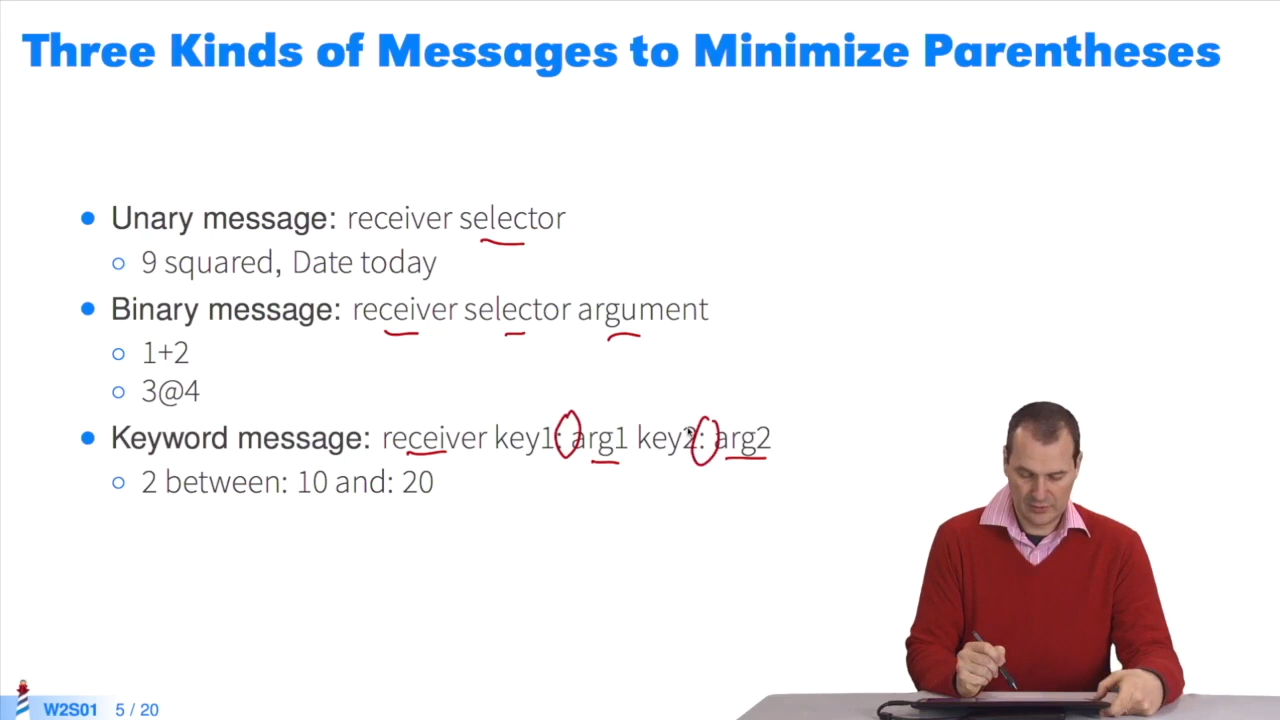 Three Kinds of Messages to Minimize Parentheses
Unary message: receiver selector
9 squared, Date today
Binary message: receiver selector argument
1+2
3@4
Keyword message: receiver key1: arg1 key2: arg2
2 between: 10 and: 20
W2S01 5 / 20